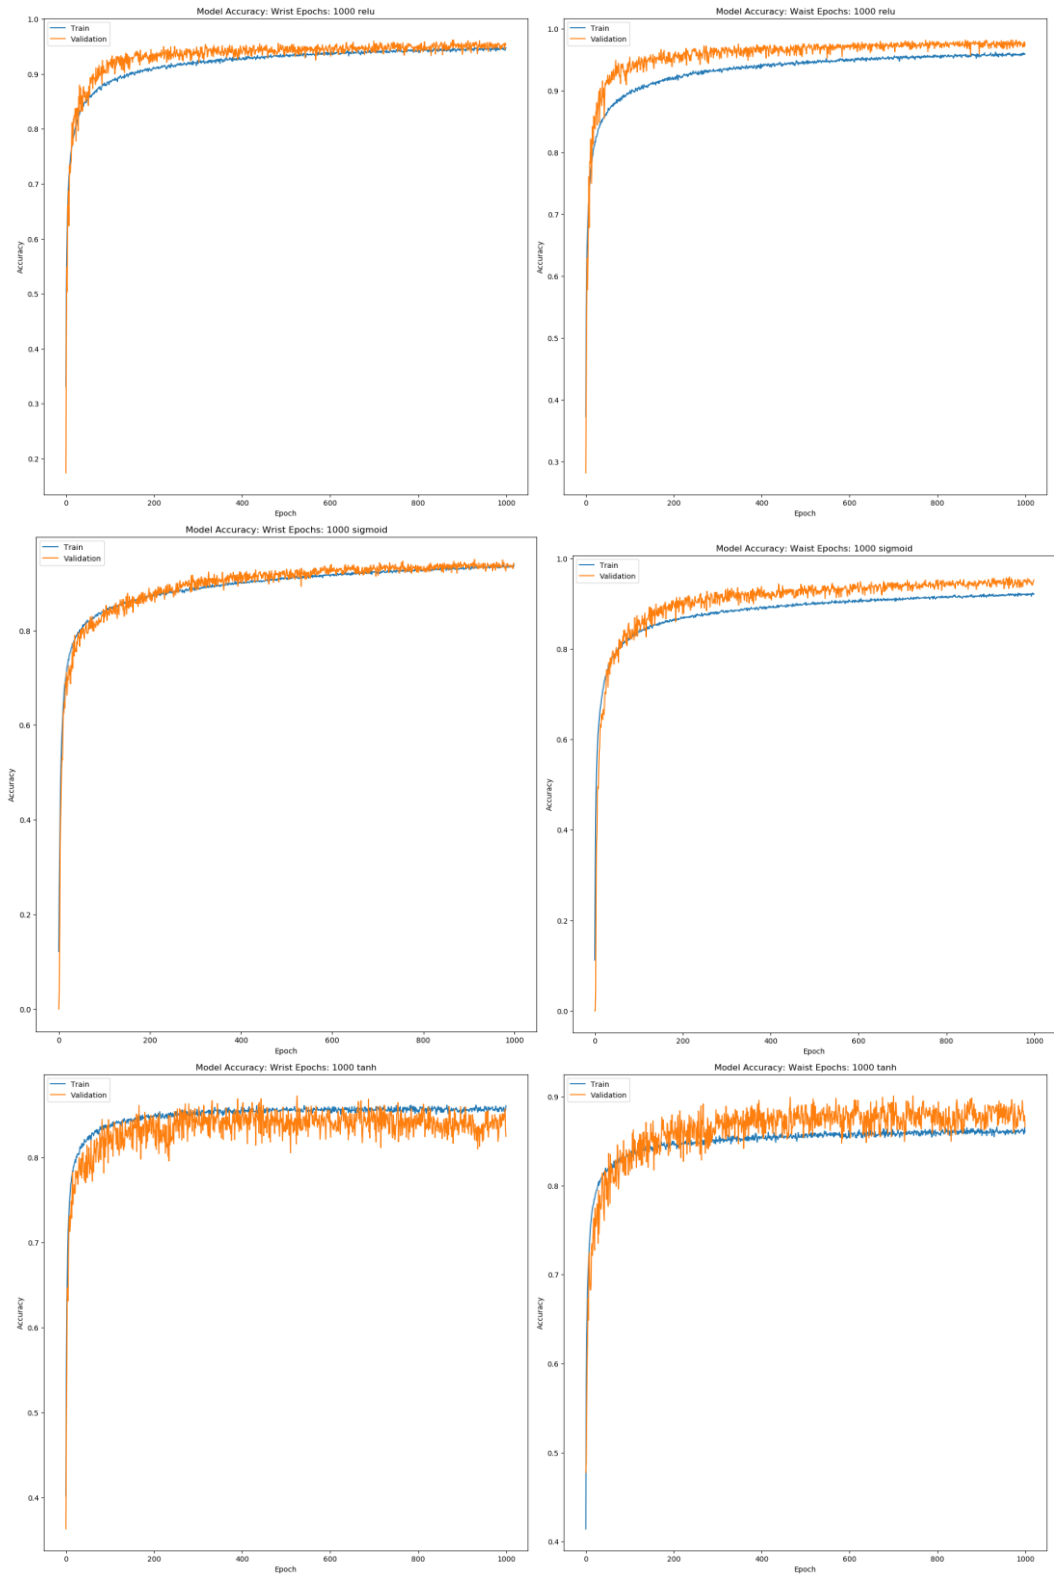 Model Accuracy: Wrist Epochs: 1000 relu
Train
Validation
1.0
0.9
0.8
0.7
0.6
0.5
0.4
0.3
0.2
Accuracy
0 200 400 600 800 1000
Epoch
Model Accuracy: Waist Epochs: 1000 relu
Train
Validation
1.0
0.9
0.8
0.7
0.6
0.5
0.4
0.3
Accuracy
0 200 400 600 800 1000
Epoch
Model Accuracy: Wrist Epochs: 1000 sigmoid
Train
Validation
0.8
0.6
0.4
0.2
0.0
Accuracy
0 200 400 600 800 1000
Epoch
Model Accuracy: Waist Epochs: 1000 sigmoid
Train
Validation
1.0
0.8
0.6
0.4
0.2
0.0
Accuracy
0 200 400 600 800 1000
Epoch
Model Accuracy: Wrist Epochs: 1000 tanh
Train
Validation
0.8
0.7
0.6
0.5
0.4
Accuracy
0 200 400 600 800 1000
Epoch
Model Accuracy: Waist Epochs: 1000 tanh
Train
Validation
0.9
0.8
0.7
0.6
0.5
0.4
Accuracy
0 200 400 600 800 1000
Epoch